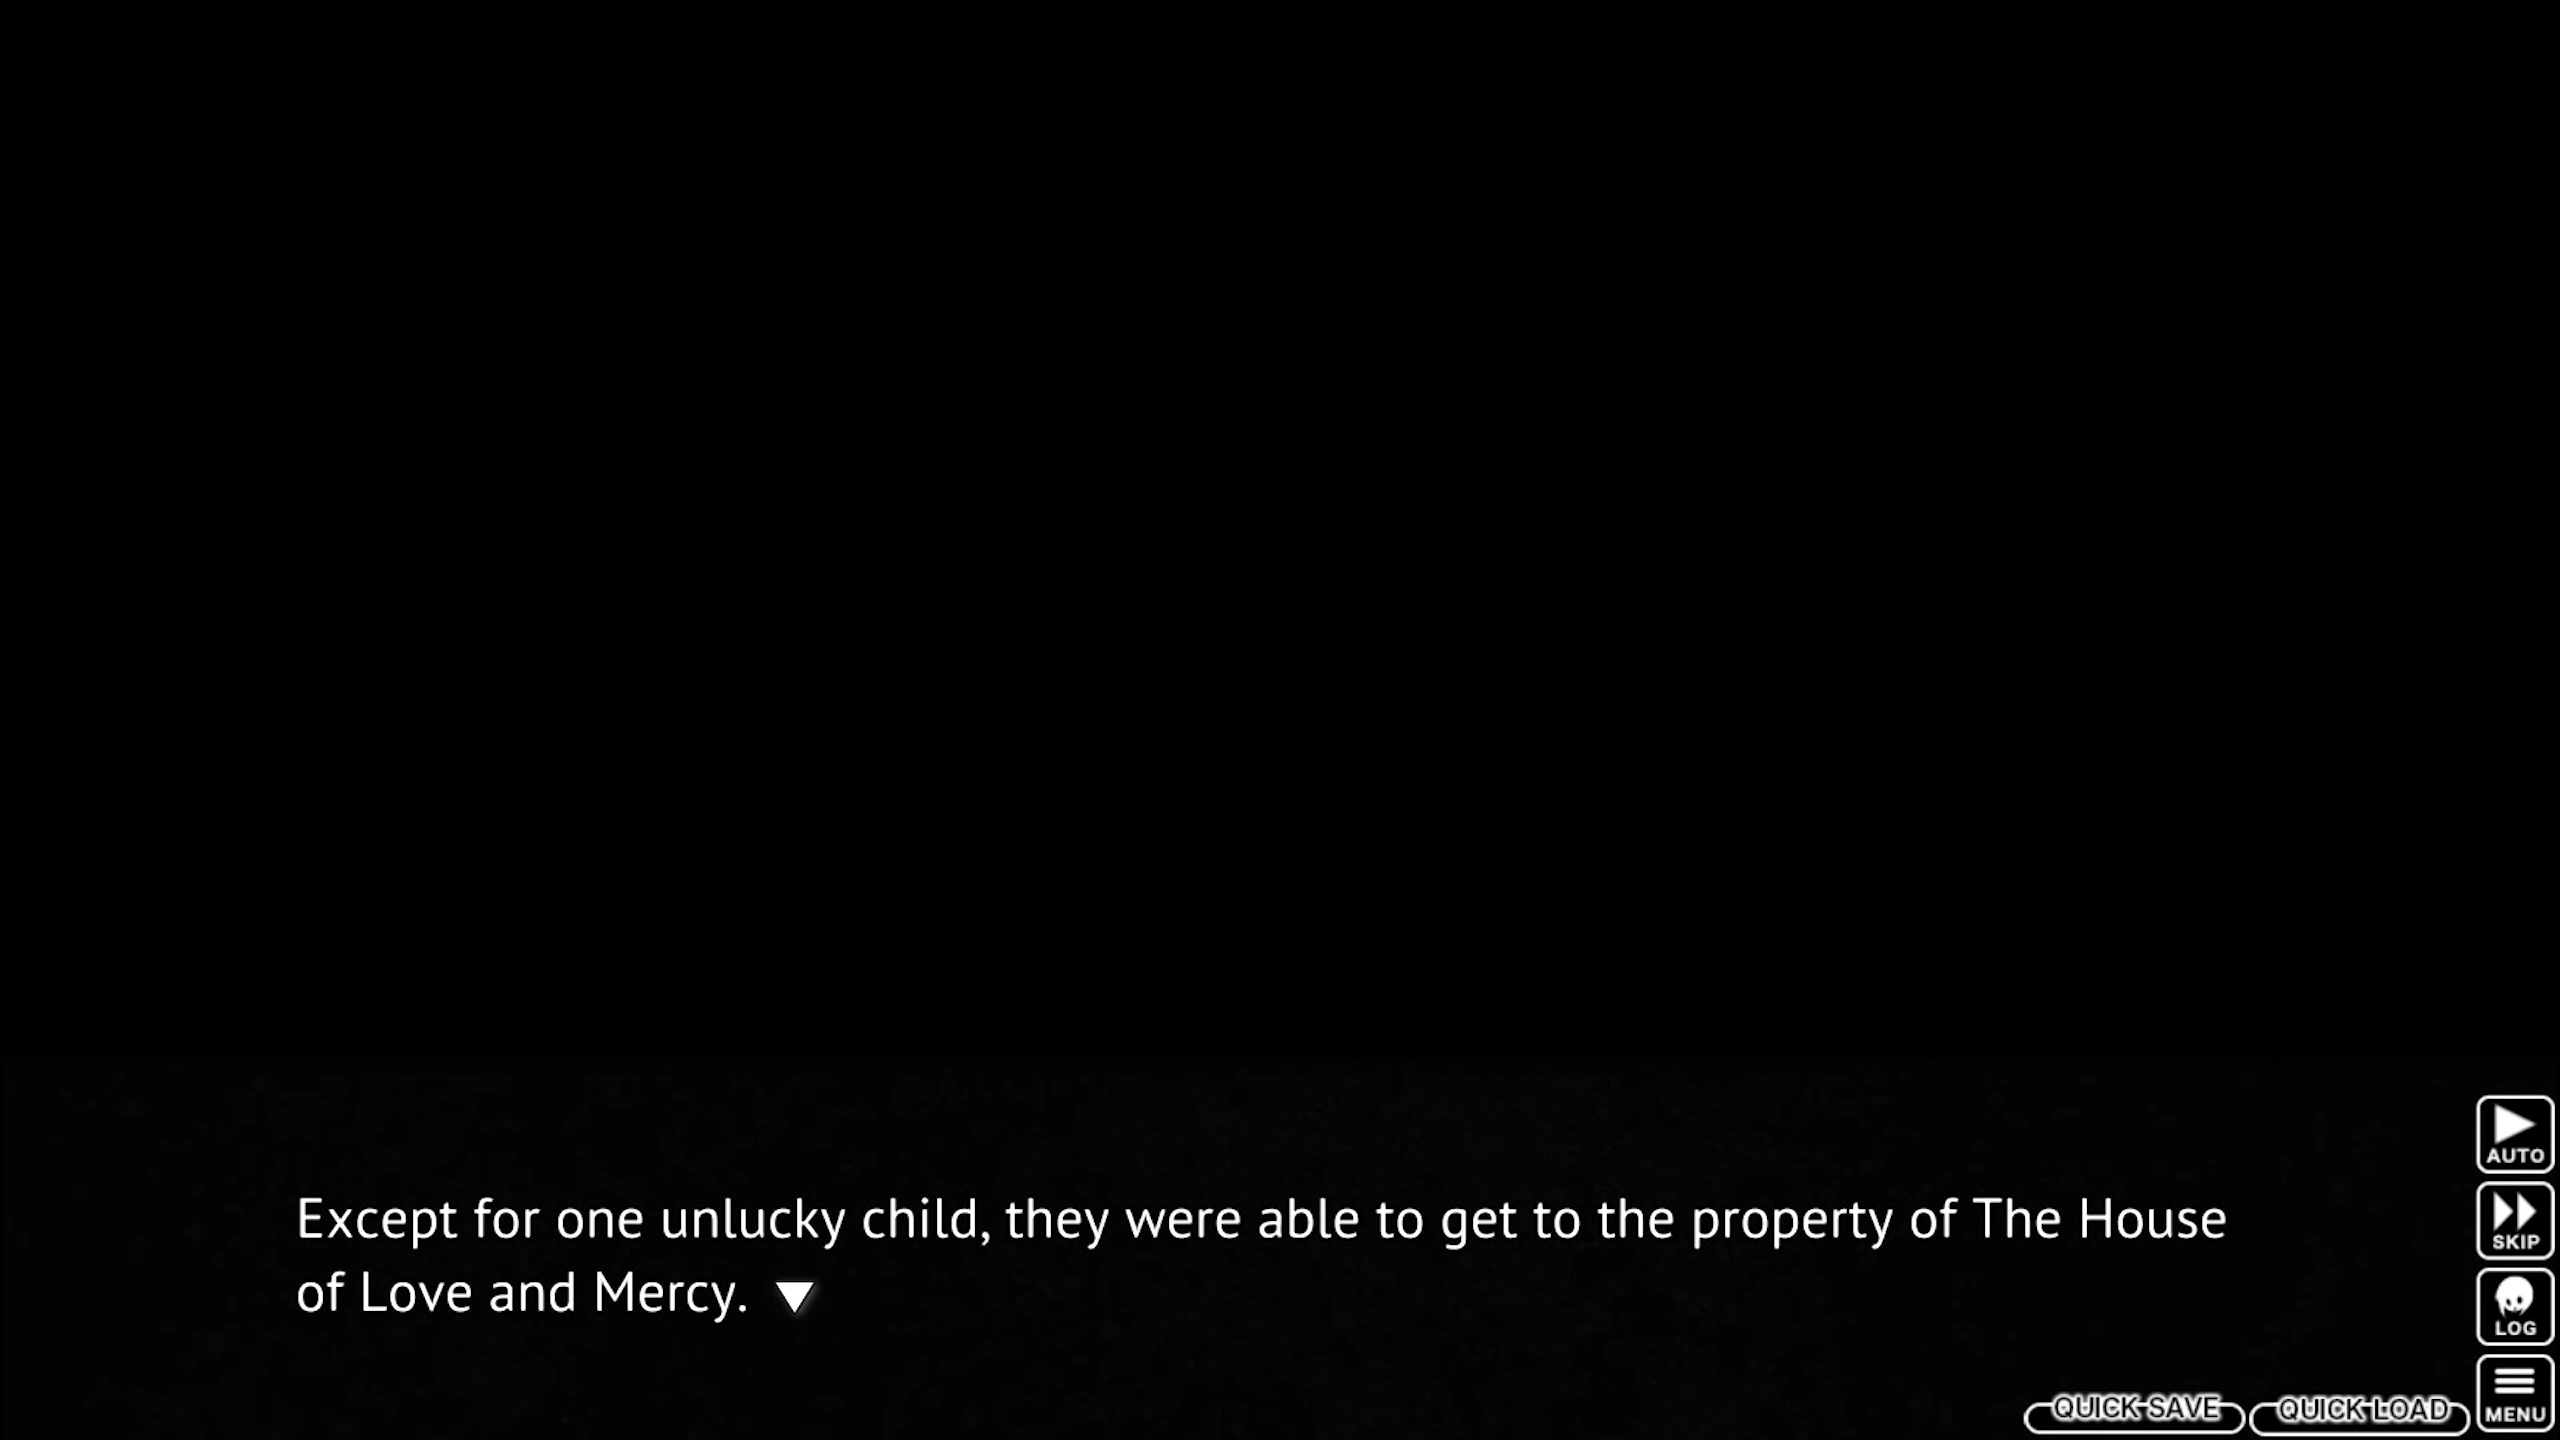 Except for one unlucky child, they were able to get to the property of The House
of Love and Mercy.
AUTO
SKIP
LOG
MENU
QUICK SAVE
QUICK LOAD